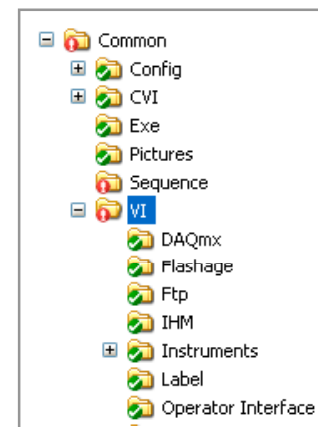 Common
Config
CVI
Exe
Pictures
Sequence
VI
DAQmx
Flashage
Ftp
IHM
Instruments
Label
Operator Interface